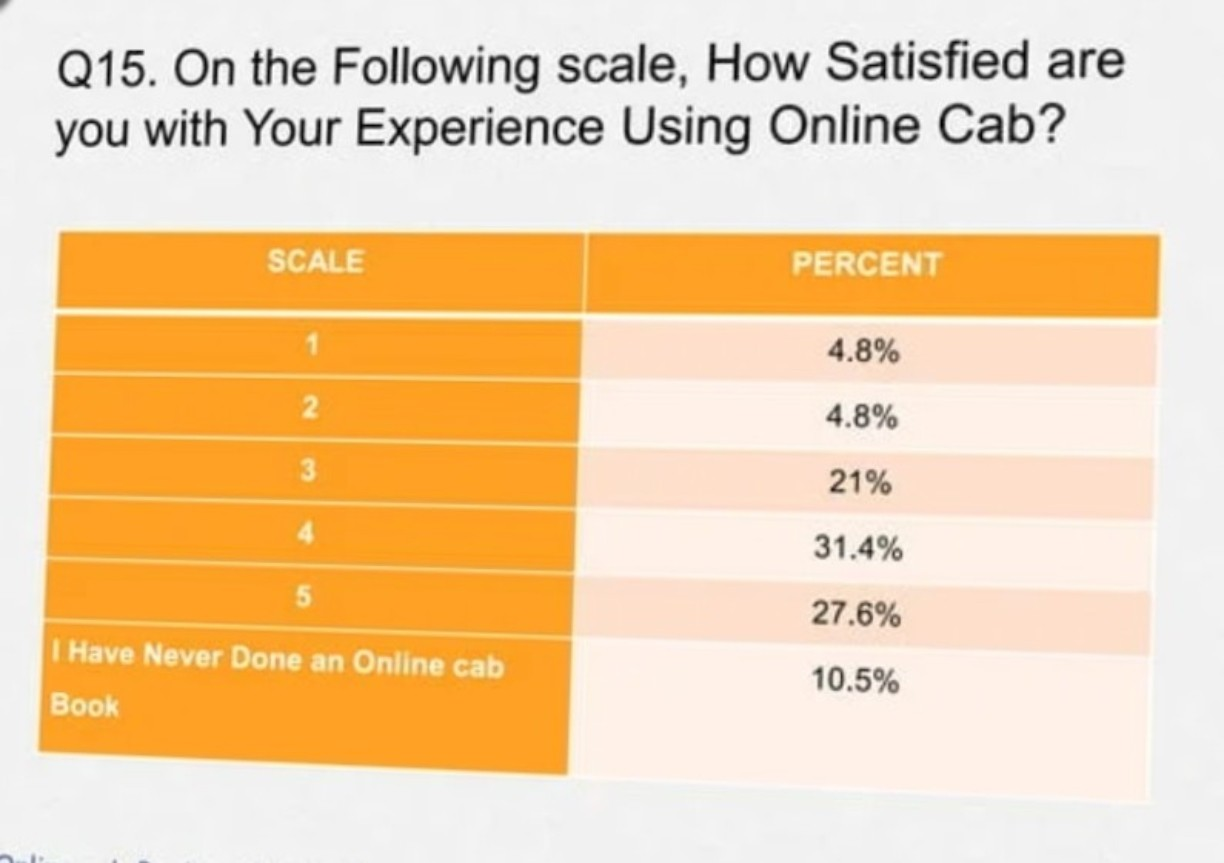 Q15. On the Following scale, How Satisfied are
you with Your Experience Using Online Cab?
SCALE PERCENT
1 4.8%
2 4.8%
3 21%
4 31.4%
5 27.6%
I Have Never Done an Online cab 10.5%
Book